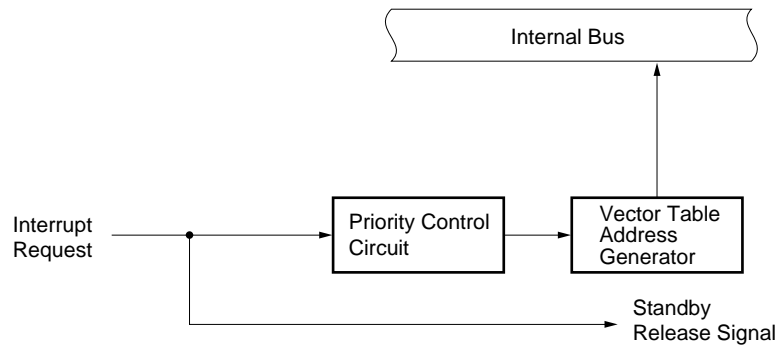 Internal Bus
Interrupt
Request
Priority Control
Circuit
Vector Table
Address
Generator
Standby
Release Signal